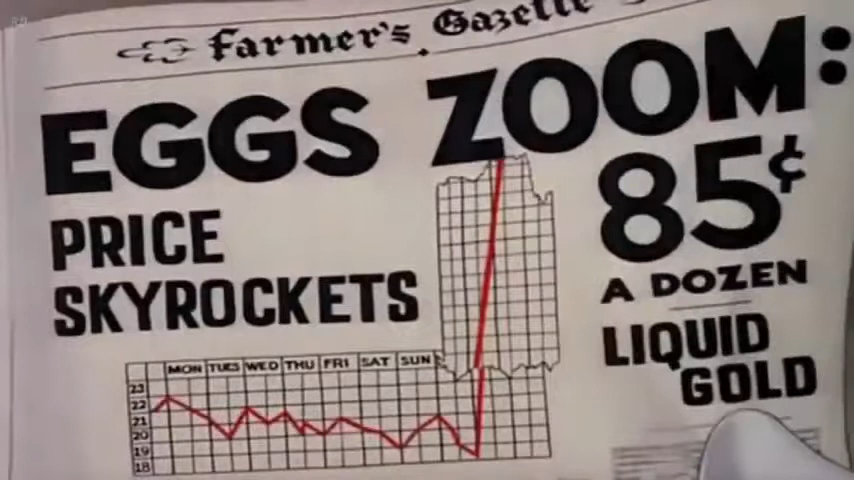 Farmer's Gazette
EGGS ZOOM:
85¢
A DOZEN
PRICE
SKYROCKETS
LIQUID
GOLD
MON TUES WED THU FRI SAT SUN
23
22
21
20
19
18